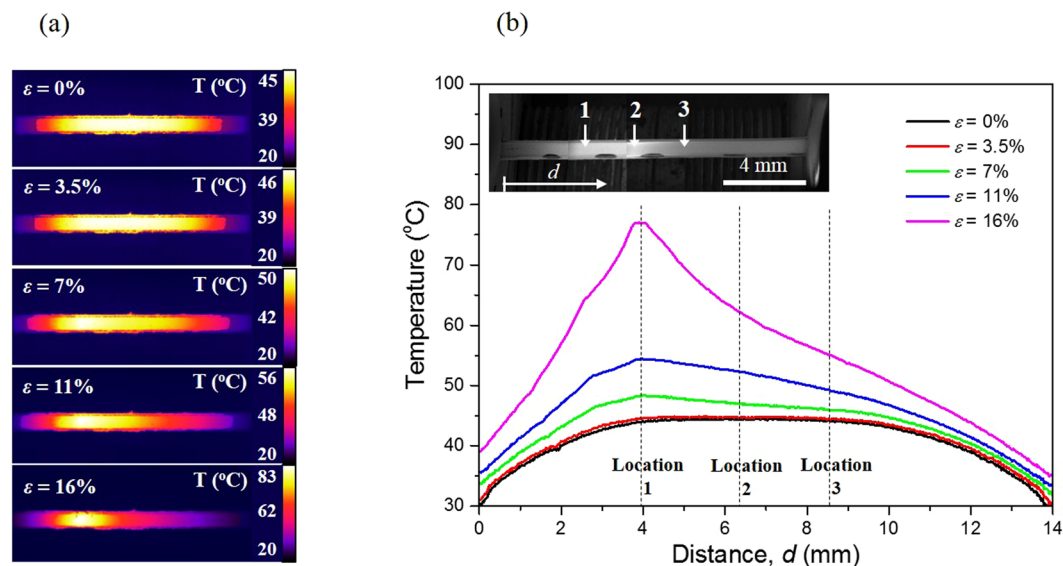 (a)
ε = 0%
T (°C)
45
39
20
ε = 3.5%
T (°C)
46
39
20
ε = 7%
T (°C)
50
42
20
ε = 11%
T (°C)
56
48
20
ε = 16%
T (°C)
83
62
20
(b)
100
90
80
70
60
50
40
30
Temperature (°C)
1 2 3
d
4 mm
ε = 0%
ε = 3.5%
ε = 7%
ε = 11%
ε = 16%
Location
1
Location
2
Location
3
0 2 4 6 8 10 12 14
Distance, d (mm)